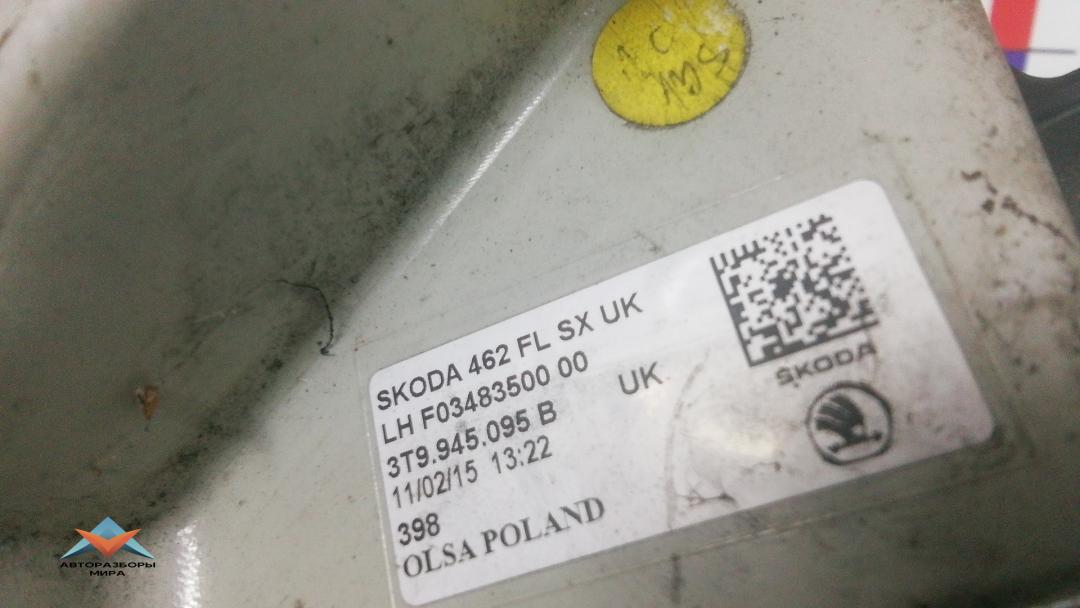 SKODA 462 FL SX UK
LH F03483500 00
3T9.945.095 B
UK
11/02/15 13:22
398
OLSA POLAND
ŠKODA
АВТОРАЗБОРЫ
МИРА